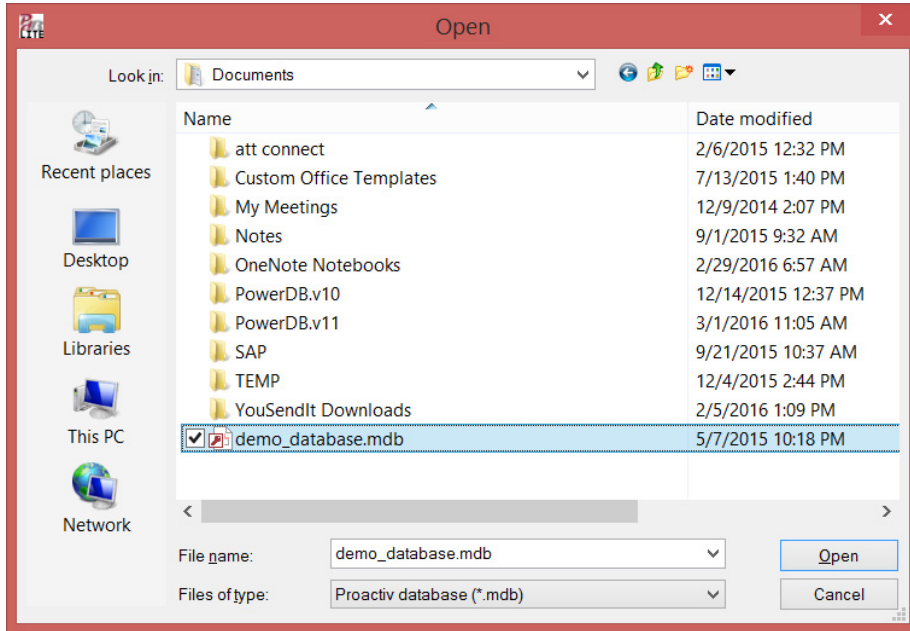 LITE
Open
Look in: Documents
Name Date modified
att connect 2/6/2015 12:32 PM
Custom Office Templates 7/13/2015 1:40 PM
My Meetings 12/9/2014 2:07 PM
Notes 9/1/2015 9:32 AM
OneNote Notebooks 2/29/2016 6:57 AM
PowerDB.v10 12/14/2015 12:37 PM
PowerDB.v11 3/1/2016 11:05 AM
SAP 9/21/2015 10:37 AM
TEMP 12/4/2015 2:44 PM
YouSendIt Downloads 2/5/2016 1:09 PM
demo_database.mdb 5/7/2015 10:18 PM
Recent places
Desktop
Libraries
This PC
Network
File name: demo_database.mdb Open
Files of type: Proactiv database (*.mdb) Cancel